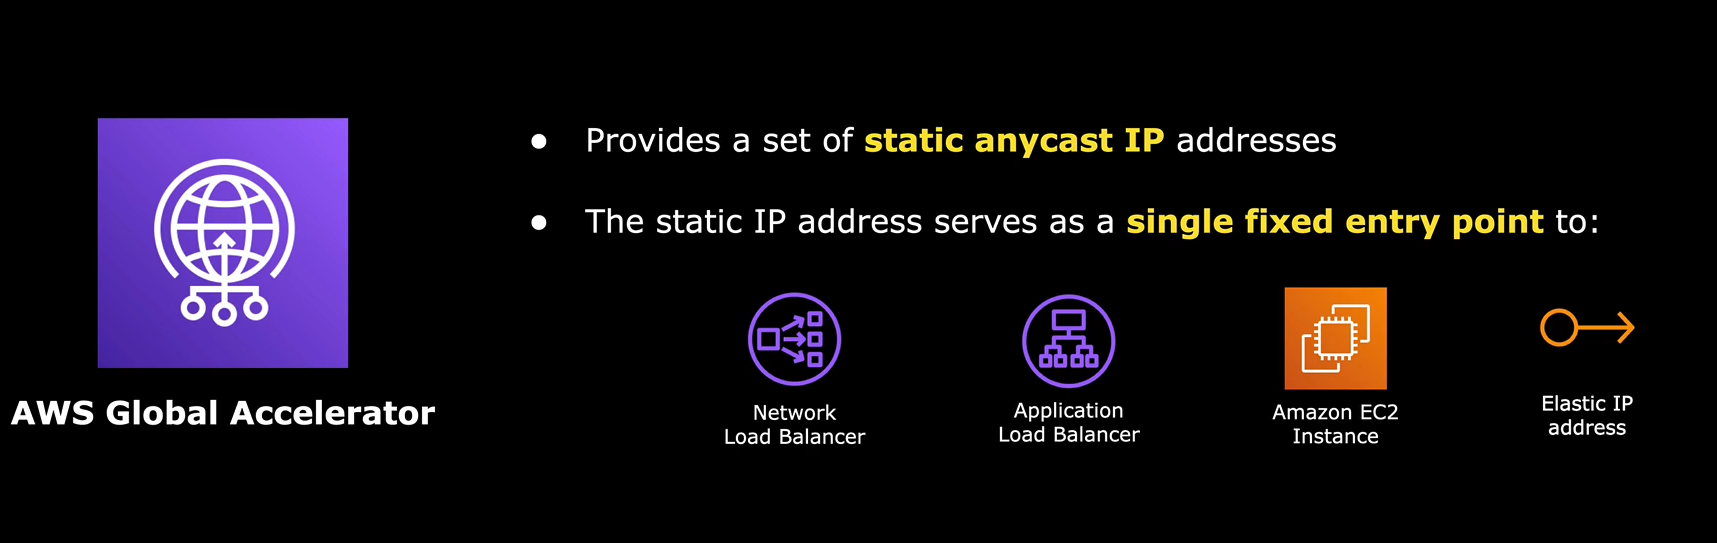 ● Provides a set of static anycast IP addresses
● The static IP address serves as a single fixed entry point to:
Network
Load Balancer
Application
Load Balancer
Amazon EC2
Instance
Elastic IP
address
AWS Global Accelerator